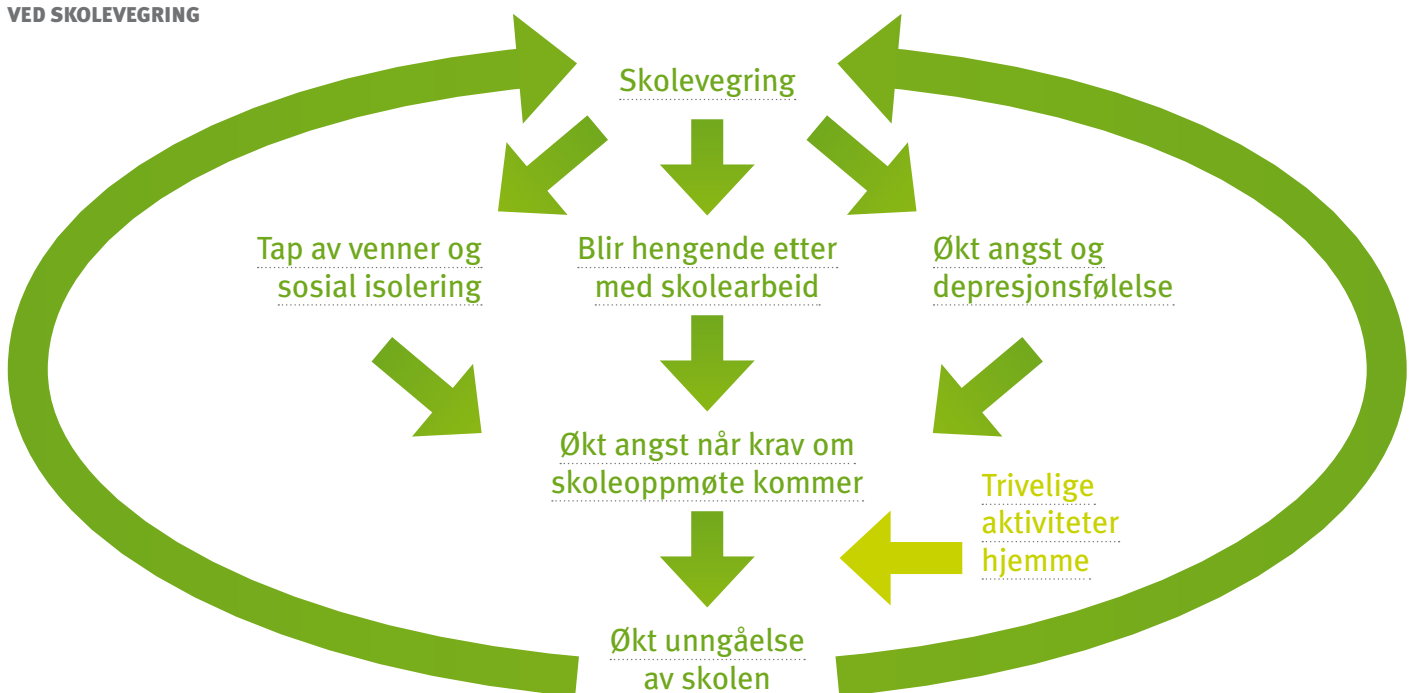 VED SKOLEVEGRING
Skolevegring
Tap av venner og
sosial isolering
Blir hengende etter
med skolearbeid
Økt angst og
depresjonsfølelse
Økt angst når krav om
skoleoppmøte kommer
Trivelige
aktiviteter
hjemme
Økt unngåelse
av skolen